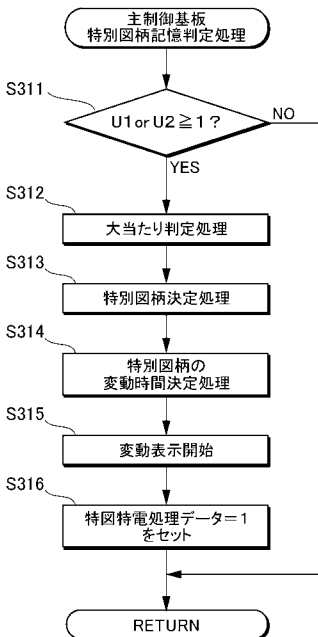 主制御基板
特別図柄記憶判定処理
S311
U1 or U2≧1?
NO
YES
S312
大当たり判定処理
S313
特別図柄決定処理
S314
特別図柄の
変動時間決定処理
S315
変動表示開始
S316
特図特電処理データ=1
をセット
RETURN